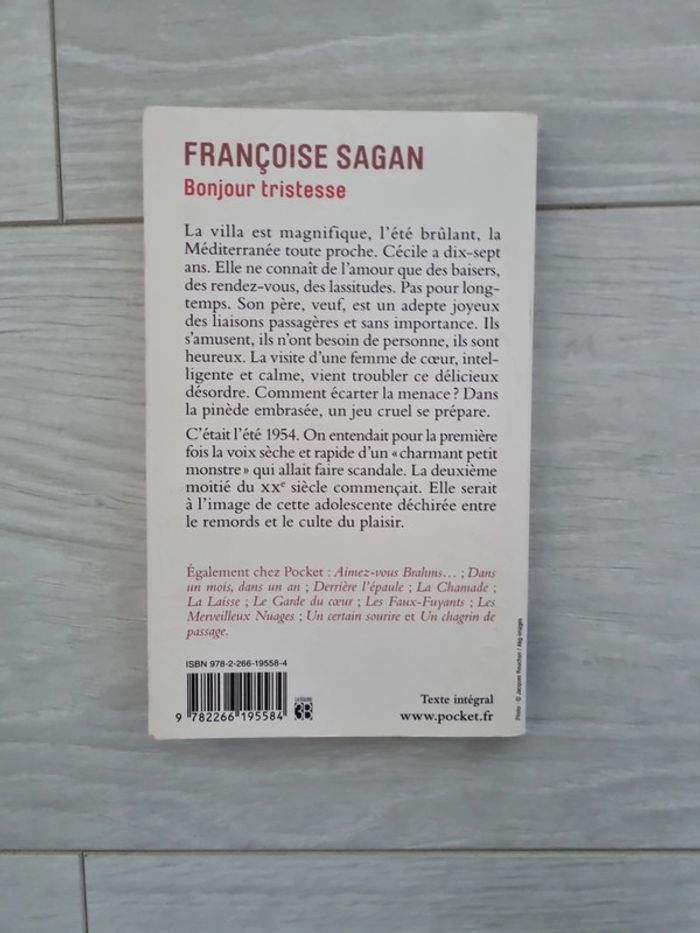 FRANÇOISE SAGAN
Bonjour tristesse
La villa est magnifique, l'été brûlant, la
Méditerranée toute proche. Cécile a dix-sept
ans. Elle ne connaît de l'amour que des baisers,
des rendez-vous, des lassitudes. Pas pour long-
temps. Son père, veuf, est un adepte joyeux
des liaisons passagères et sans importance. Ils
s'amusent, ils n'ont besoin de personne, ils sont
heureux. La visite d'une femme de cœur, intel-
ligente et calme, vient troubler ce délicieux
désordre. Comment écarter la menace ? Dans
la pinède embrasée, un jeu cruel se prépare.
C'était l'été 1954. On entendait pour la première
fois la voix sèche et rapide d'un « charmant petit
monstre » qui allait faire scandale. La deuxième
moitié du XXe siècle commençait. Elle serait
à l'image de cette adolescente déchirée entre
le remords et le culte du plaisir.
Également chez Pocket : Aimez-vous Brahms... ; Dans
un mois, dans un an ; Derrière l'épaule ; La Chamade ;
La Laisse ; Le Garde du cœur ; Les Faux-Fuyants ; Les
Merveilleux Nuages ; Un certain sourire et Un chagrin de
passage.
ISBN 978-2-266-19558-4
9 782266 195584
CATÉGORIE
3B
Texte intégral
www.pocket.fr
Photo : © Jacques Rouchon / Akg-images